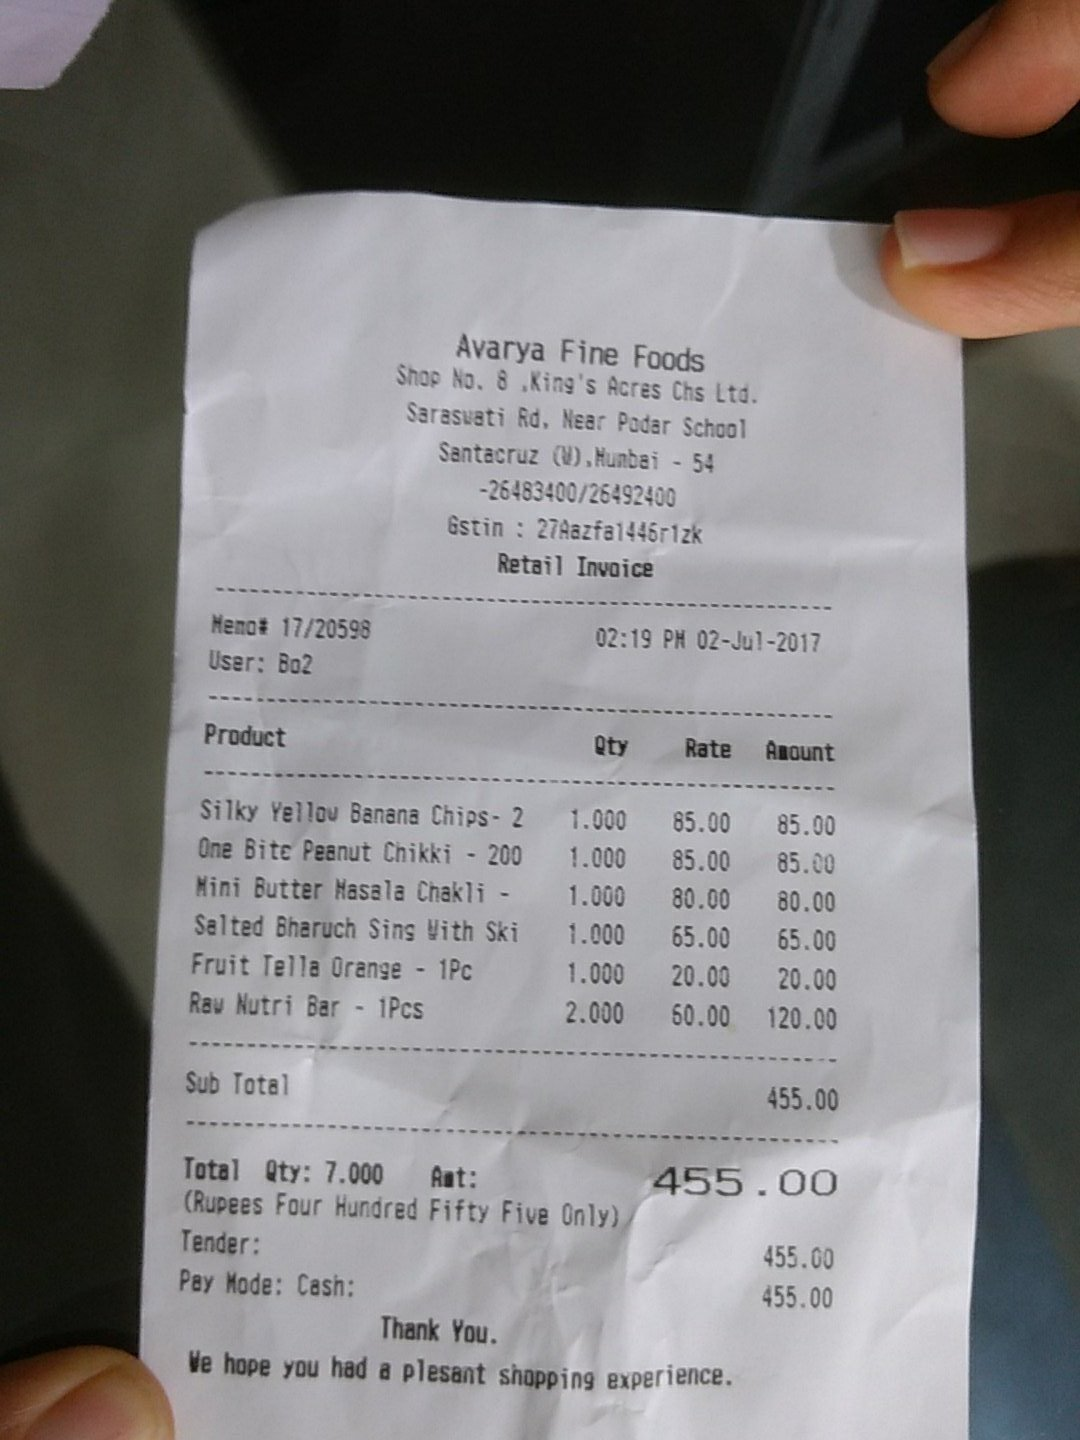 Avarya Fine Foods
Shop No. 8 ,King's Acres Chs Ltd.
Saraswati Rd, Near Podar School
Santacruz (W),Mumbai - 54
-26483400/26492400
Gstin : 27Aazfa1446r1zk
Retail Invoice
Memo# 17/20598 02:19 PM 02-Jul-2017
User: Bo2
Product Qty Rate Amount
Silky Yellow Banana Chips- 2 1.000 85.00 85.00
One Bite Peanut Chikki - 200 1.000 85.00 85.00
Mini Butter Masala Chakli - 1.000 80.00 80.00
Salted Bharuch Sing With Ski 1.000 65.00 65.00
Fruit Tella Orange - 1Pc 1.000 20.00 20.00
Raw Nutri Bar - 1Pcs 2.000 60.00 120.00
Sub Total 455.00
Total Qty: 7.000 Amt: 455.00
(Rupees Four Hundred Fifty Five Only)
Tender: 455.00
Pay Mode: Cash: 455.00
Thank You.
We hope you had a plesant shopping experience.